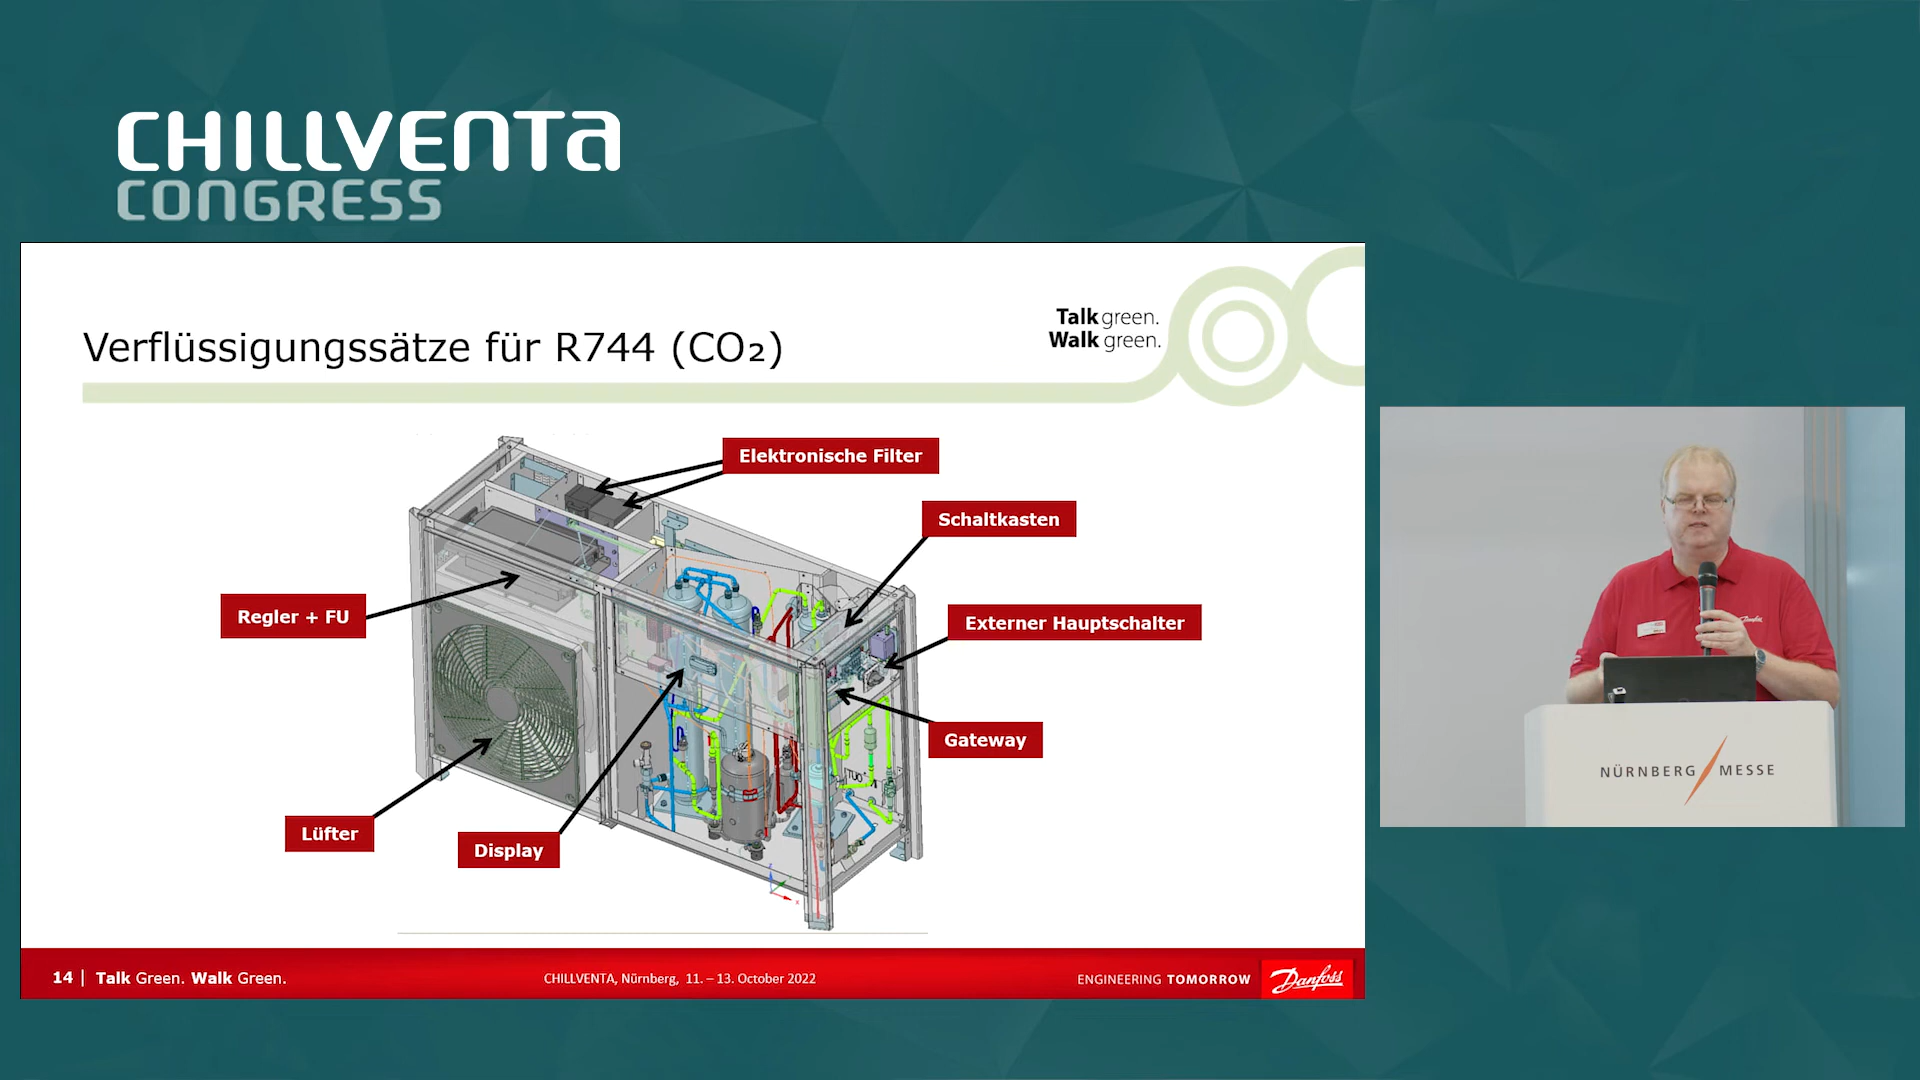 CHILLVENTA
CONGRESS
Verflüssigungssätze für R744 (CO₂)
Talk green.
Walk green.
Elektronische Filter
Schaltkasten
Regler + FU
Externer Hauptschalter
Gateway
Lüfter
Display
14 | Talk Green. Walk Green.
CHILLVENTA, Nürnberg, 11. – 13. October 2022
ENGINEERING TOMORROW
Danfoss
NÜRNBERG MESSE